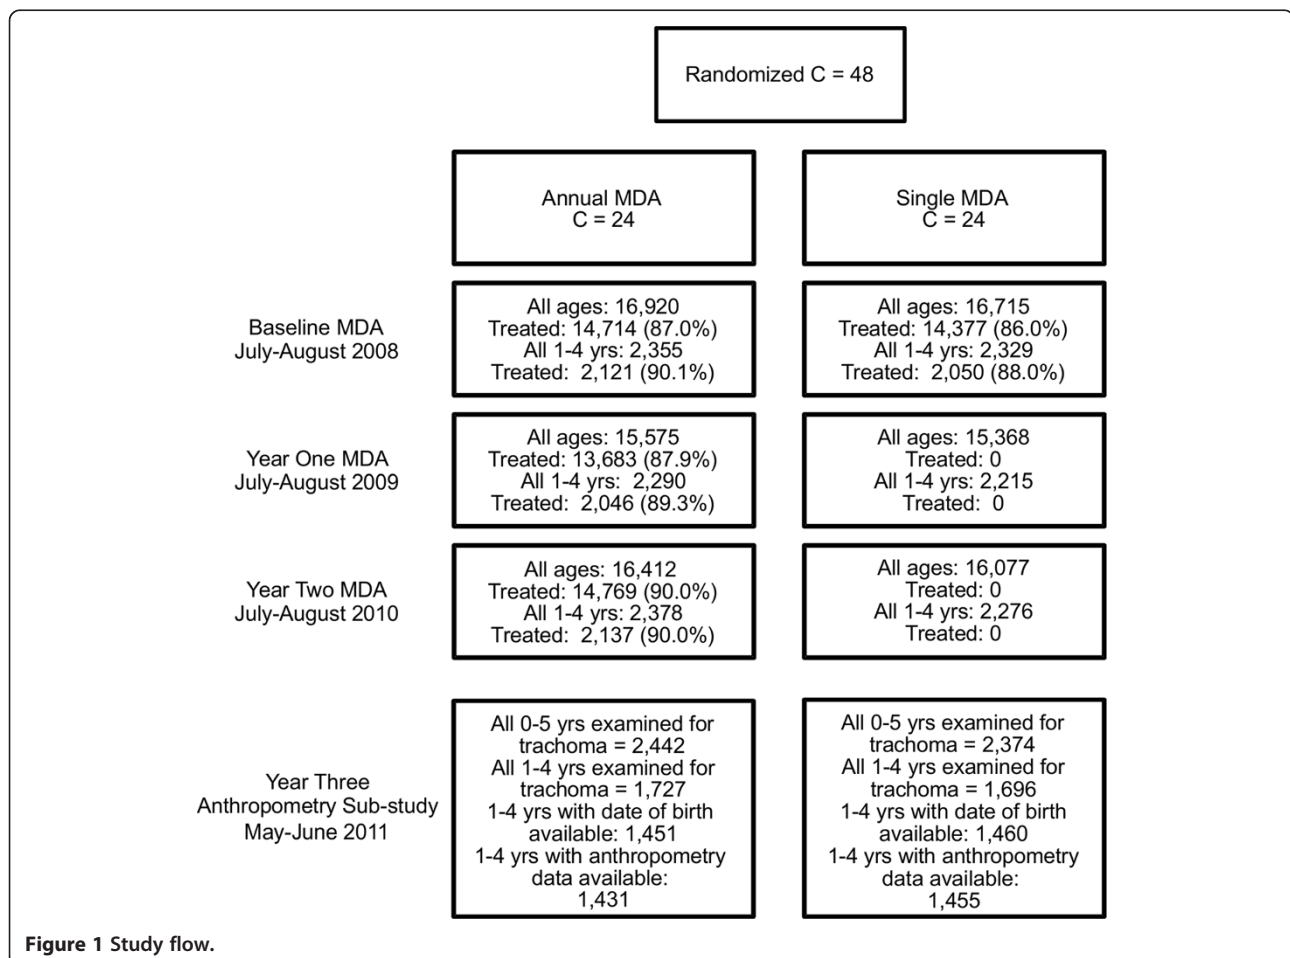 Randomized C = 48
Annual MDA
C = 24
Single MDA
C = 24
Baseline MDA
July-August 2008
All ages: 16,920
Treated: 14,714 (87.0%)
All 1-4 yrs: 2,355
Treated:  2,121 (90.1%)
All ages: 16,715
Treated: 14,377 (86.0%)
All 1-4 yrs: 2,329
Treated:  2,050 (88.0%)
Year One MDA
July-August 2009
All ages: 15,575
Treated: 13,683 (87.9%)
All 1-4 yrs:  2,290
Treated:  2,046 (89.3%)
All ages: 15,368
Treated: 0
All 1-4 yrs: 2,215
Treated:  0
Year Two MDA
July-August 2010
All ages: 16,412
Treated: 14,769 (90.0%)
All 1-4 yrs: 2,378
Treated:  2,137 (90.0%)
All ages: 16,077
Treated: 0
All 1-4 yrs: 2,276
Treated:  0
Year Three
Anthropometry Sub-study
May-June 2011
All 0-5 yrs examined for
trachoma = 2,442
All 1-4 yrs examined for
trachoma = 1,727
1-4 yrs with date of birth
available: 1,451
1-4 yrs with anthropometry
data available:
1,431
All 0-5 yrs examined for
trachoma = 2,374
All 1-4 yrs examined for
trachoma = 1,696
1-4 yrs with date of birth
available: 1,460
1-4 yrs with anthropometry
data available:
1,455
Figure 1 Study flow.